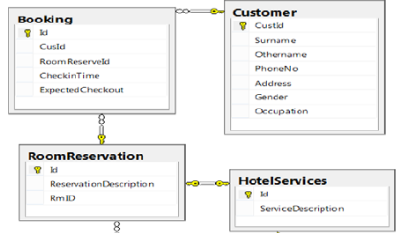 Booking
Id
CusId
RoomReserveId
CheckinTime
ExpectedCheckout
Customer
CustId
Surname
Othername
PhoneNo
Address
Gender
Occupation
RoomReservation
Id
ReservationDescription
RmID
HotelServices
Id
ServiceDescription